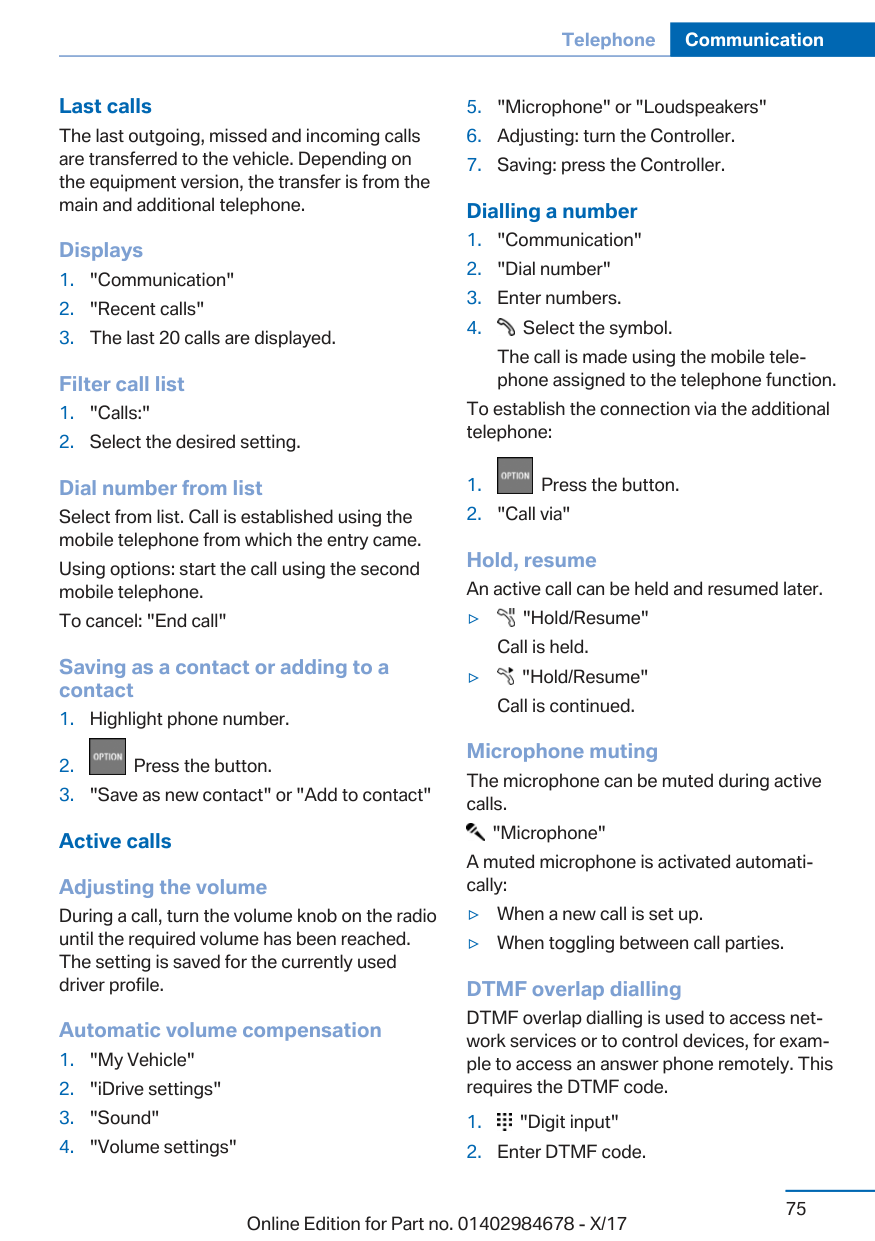 Telephone Communication
Last calls
The last outgoing, missed and incoming calls
are transferred to the vehicle. Depending on
the equipment version, the transfer is from the
main and additional telephone.
Displays
1. "Communication"
2. "Recent calls"
3. The last 20 calls are displayed.
Filter call list
1. "Calls:"
2. Select the desired setting.
Dial number from list
Select from list. Call is established using the
mobile telephone from which the entry came.
Using options: start the call using the second
mobile telephone.
To cancel: "End call"
Saving as a contact or adding to a
contact
1. Highlight phone number.
2. OPTION Press the button.
3. "Save as new contact" or "Add to contact"
Active calls
Adjusting the volume
During a call, turn the volume knob on the radio
until the required volume has been reached.
The setting is saved for the currently used
driver profile.
Automatic volume compensation
1. "My Vehicle"
2. "iDrive settings"
3. "Sound"
4. "Volume settings"
5. "Microphone" or "Loudspeakers"
6. Adjusting: turn the Controller.
7. Saving: press the Controller.
Dialling a number
1. "Communication"
2. "Dial number"
3. Enter numbers.
4. Select the symbol.
The call is made using the mobile tele-
phone assigned to the telephone function.
To establish the connection via the additional
telephone:
1. OPTION Press the button.
2. "Call via"
Hold, resume
An active call can be held and resumed later.
▷ "Hold/Resume"
Call is held.
▷ "Hold/Resume"
Call is continued.
Microphone muting
The microphone can be muted during active
calls.
"Microphone"
A muted microphone is activated automati-
cally:
▷ When a new call is set up.
▷ When toggling between call parties.
DTMF overlap dialling
DTMF overlap dialling is used to access net-
work services or to control devices, for exam-
ple to access an answer phone remotely. This
requires the DTMF code.
1. "Digit input"
2. Enter DTMF code.
75
Online Edition for Part no. 01402984678 - X/17